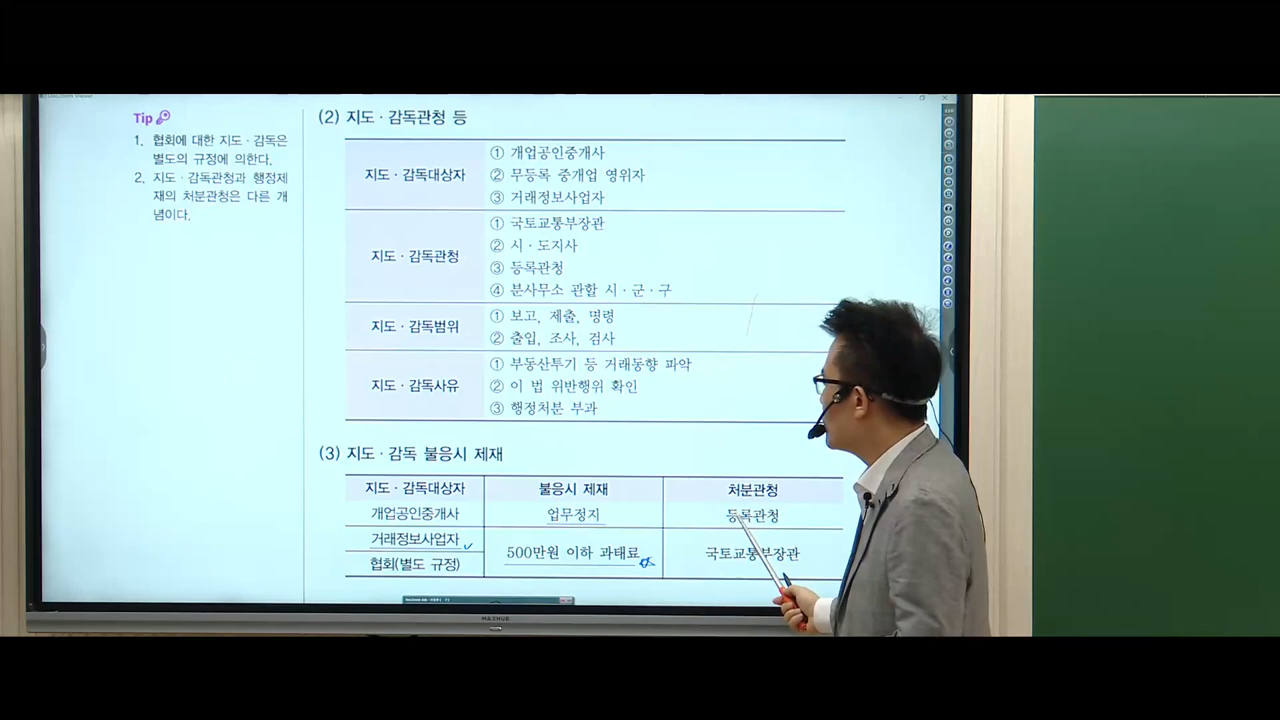 Tip
1. 협회에 대한 지도·감독은
별도의 규정에 의한다.
2. 지도·감독관청과 행정제
재의 처분관청은 다른 개
념이다.
(2) 지도·감독관청 등
지도·감독대상자
① 개업공인중개사
② 무등록 중개업 영위자
③ 거래정보사업자
지도·감독관청
① 국토교통부장관
② 시·도지사
③ 등록관청
④ 분사무소 관할 시·군·구
지도·감독범위
① 보고, 제출, 명령
② 출입, 조사, 검사
지도·감독사유
① 부동산투기 등 거래동향 파악
② 이 법 위반행위 확인
③ 행정처분 부과
(3) 지도·감독 불응시 제재
지도·감독대상자 불응시 제재 처분관청
개업공인중개사 업무정지 등록관청
거래정보사업자
500만원 이하 과태료 국토교통부장관
협회(별도 규정)
MAXHUB